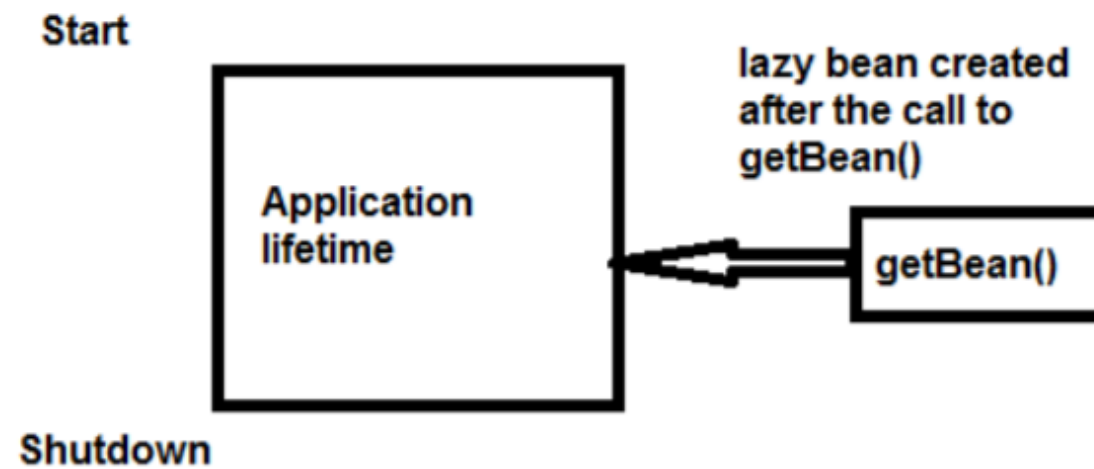 Start
lazy bean created
after the call to
getBean()
Application
lifetime
getBean()
Shutdown